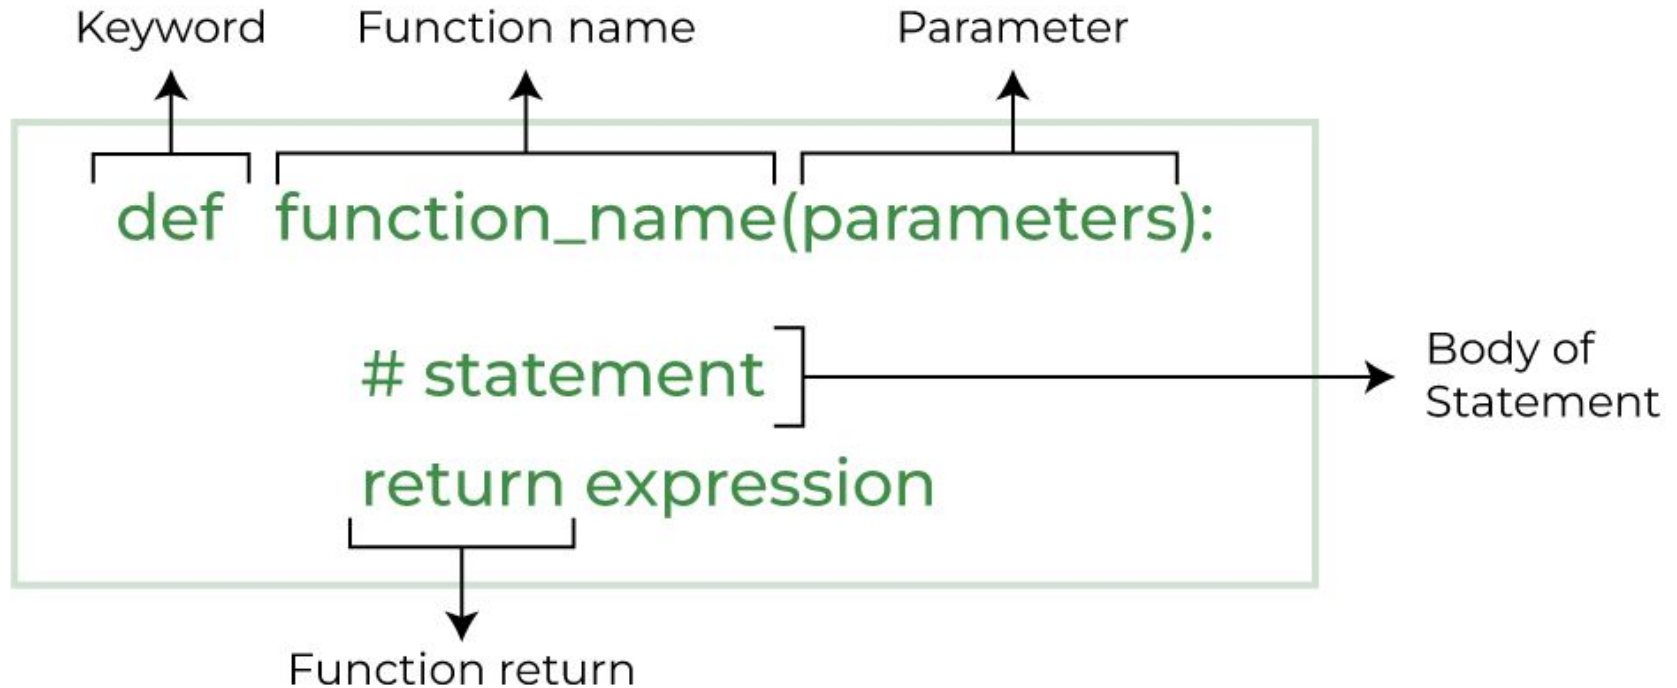 Keyword
Function name
Parameter
def function_name(parameters):
# statement
Body of
Statement
return expression
Function return